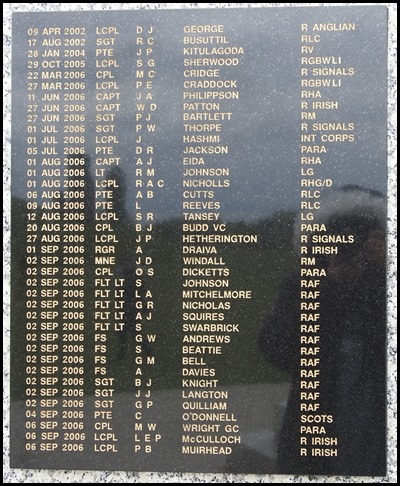 09 APR 2002 LCPL D J GEORGE R ANGLIAN
17 AUG 2002 SGT R C BUSUTTIL RLC
28 JAN 2004 PTE J P KITULAGODA RV
29 OCT 2005 LCPL S G SHERWOOD RGBWLI
22 MAR 2006 CPL M C CRIDGE R SIGNALS
27 MAR 2006 LCPL P E CRADDOCK RGBWLI
11 JUN 2006 CAPT J A PHILIPPSON RHA
27 JUN 2006 CAPT W D PATTON R IRISH
27 JUN 2006 SGT P J BARTLETT RM
01 JUL 2006 SGT P W THORPE R SIGNALS
01 JUL 2006 LCPL J HASHMI INT CORPS
05 JUL 2006 PTE D R JACKSON PARA
01 AUG 2006 CAPT A J EIDA RHA
01 AUG 2006 LT R M JOHNSON LG
01 AUG 2006 LCPL R A C NICHOLLS RHG/D
06 AUG 2006 PTE A B CUTTS RLC
09 AUG 2006 PTE L REEVES RLC
12 AUG 2006 LCPL S R TANSEY LG
20 AUG 2006 CPL B J BUDD VC PARA
27 AUG 2006 LCPL J P HETHERINGTON R SIGNALS
01 SEP 2006 RGR A DRAIVA R IRISH
02 SEP 2006 MNE J D WINDALL RM
02 SEP 2006 CPL O S DICKETTS PARA
02 SEP 2006 FLT LT S JOHNSON RAF
02 SEP 2006 FLT LT L A MITCHELMORE RAF
02 SEP 2006 FLT LT G R NICHOLAS RAF
02 SEP 2006 FLT LT A J SQUIRES RAF
02 SEP 2006 FLT LT S SWARBRICK RAF
02 SEP 2006 FS G W ANDREWS RAF
02 SEP 2006 FS S BEATTIE RAF
02 SEP 2006 FS G M BELL RAF
02 SEP 2006 FS A DAVIES RAF
02 SEP 2006 SGT B J KNIGHT RAF
02 SEP 2006 SGT J J LANGTON RAF
02 SEP 2006 SGT G P QUILLIAM RAF
04 SEP 2006 PTE C O'DONNELL SCOTS
06 SEP 2006 CPL M W WRIGHT GC PARA
06 SEP 2006 LCPL L E P McCULLOCH R IRISH
06 SEP 2006 LCPL P B MUIRHEAD R IRISH